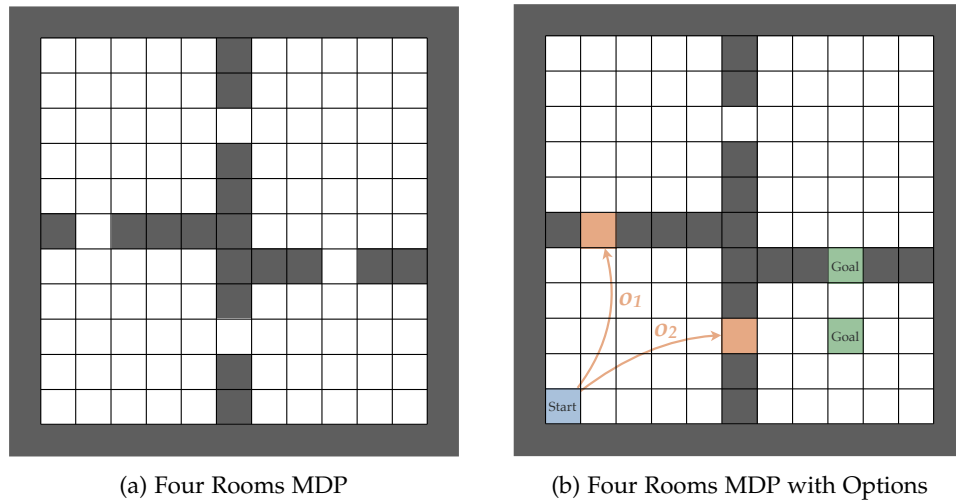 Goal
o1
o2
Goal
Start
(a) Four Rooms MDP
(b) Four Rooms MDP with Options